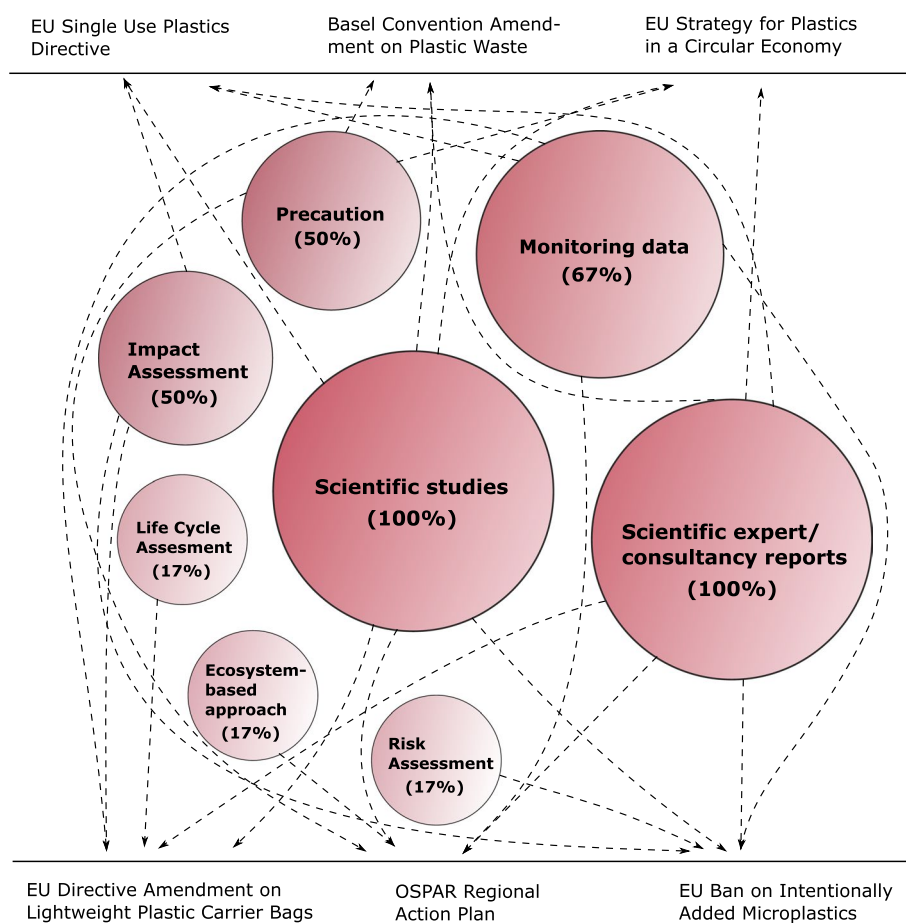 EU Single Use Plastics
Directive
Basel Convention Amend-
ment on Plastic Waste
EU Strategy for Plastics
in a Circular Economy
Precaution
(50%)
Monitoring data
(67%)
Impact
Assessment
(50%)
Scientific studies
(100%)
Scientific expert/
consultancy reports
(100%)
Life Cycle
Assesment
(17%)
Ecosystem-
based
approach
(17%)
Risk
Assessment
(17%)
EU Directive Amendment on
Lightweight Plastic Carrier Bags
OSPAR Regional
Action Plan
EU Ban on Intentionally
Added Microplastics